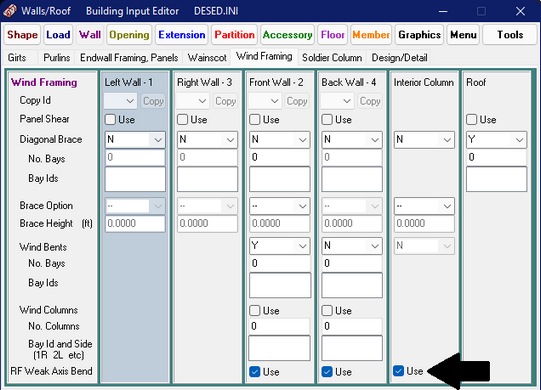 Walls/Roof Building Input Editor DESED.INI
Shape Load Wall Opening Extension Partition Accessory Floor Member Graphics Menu Tools
Girts Purlins Endwall Framing, Panels Wainscot Wind Framing Soldier Column Design/Detail
Wind Framing Left Wall - 1 Right Wall - 3 Front Wall - 2 Back Wall - 4 Interior Column Roof
Copy Id Copy Copy Copy Copy
Panel Shear Use Use Use Use Use
Diagonal Brace N N N N N Y
No. Bays 0 0 0 0 0
Bay Ids
Brace Option -- -- -- -- --
Brace Height (ft) 0.0000 0.0000 0.0000 0.0000 0.0000
Wind Bents Y N N
No. Bays 0 0
Bay Ids
Wind Columns Use Use
No. Columns 0 0
Bay Id and Side
(1R 2L etc)
RF Weak Axis Bend Use Use Use